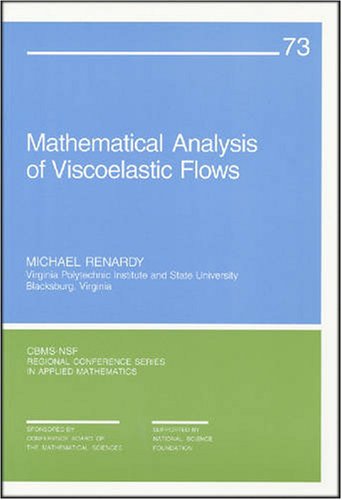 73
Mathematical Analysis
of Viscoelastic Flows
MICHAEL RENARDY
Virginia Polytechnic Institute and State University
Blacksburg, Virginia
CBMS-NSF
REGIONAL CONFERENCE SERIES
IN APPLIED MATHEMATICS
SPONSORED BY
CONFERENCE BOARD OF
THE MATHEMATICAL SCIENCES
SUPPORTED BY
NATIONAL SCIENCE
FOUNDATION